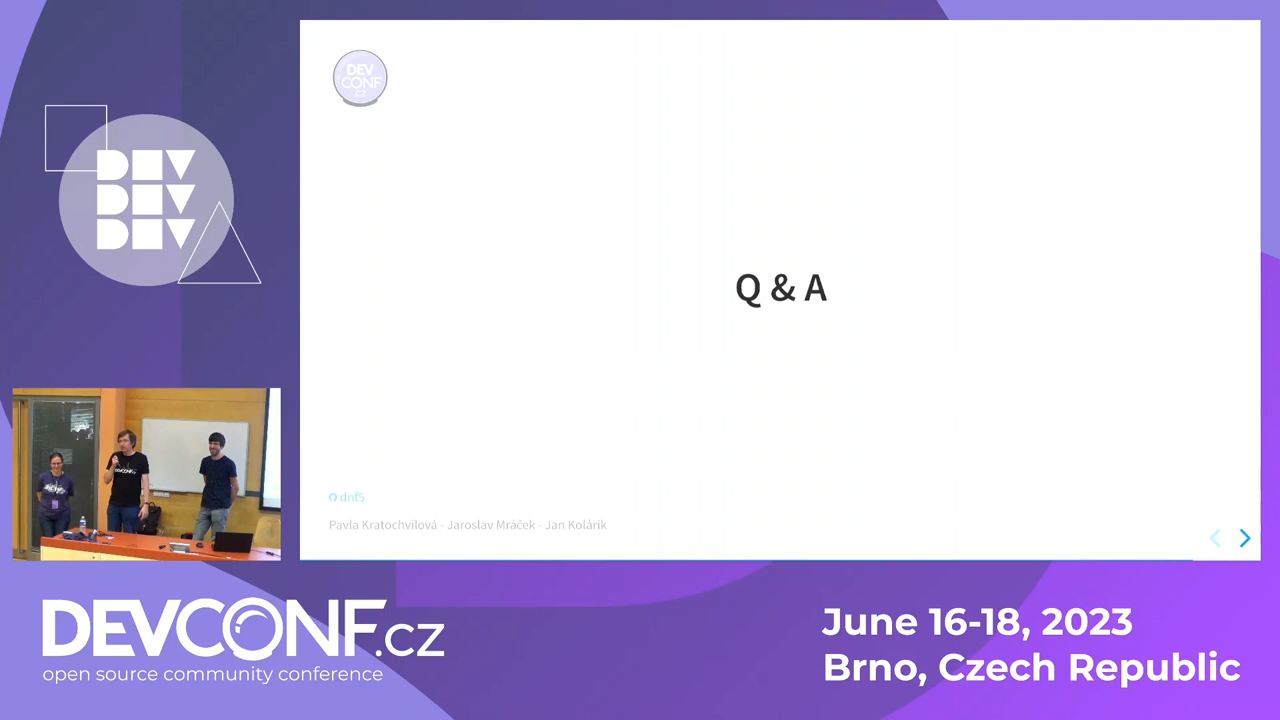 DEV
DEV
DEV
DEV
CONF
CZ
Q & A
dnf5
Pavla Kratochvílová - Jaroslav Mráček - Jan Kolárik
DEVCONF.cz
open source community conference
June 16-18, 2023
Brno, Czech Republic